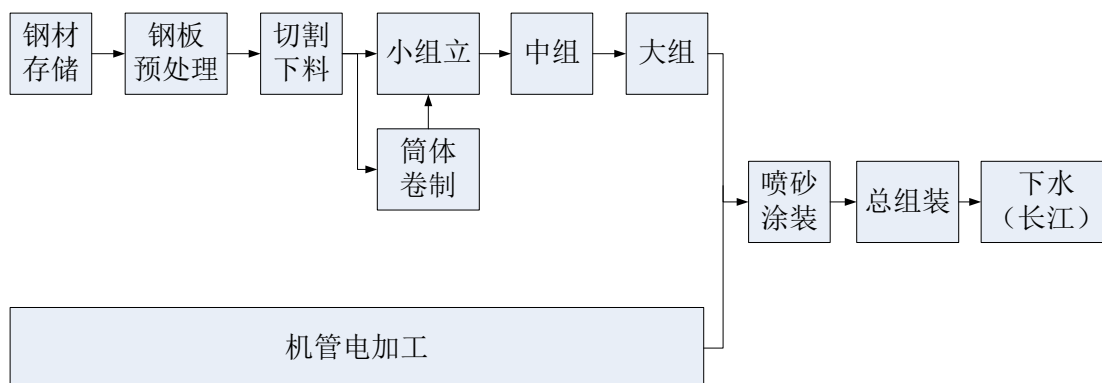 钢材
存储
钢板
预处理
切割
下料
小组立
中组
大组
筒体
卷制
喷砂
涂装
总组装
下水
（长江）
机管电加工